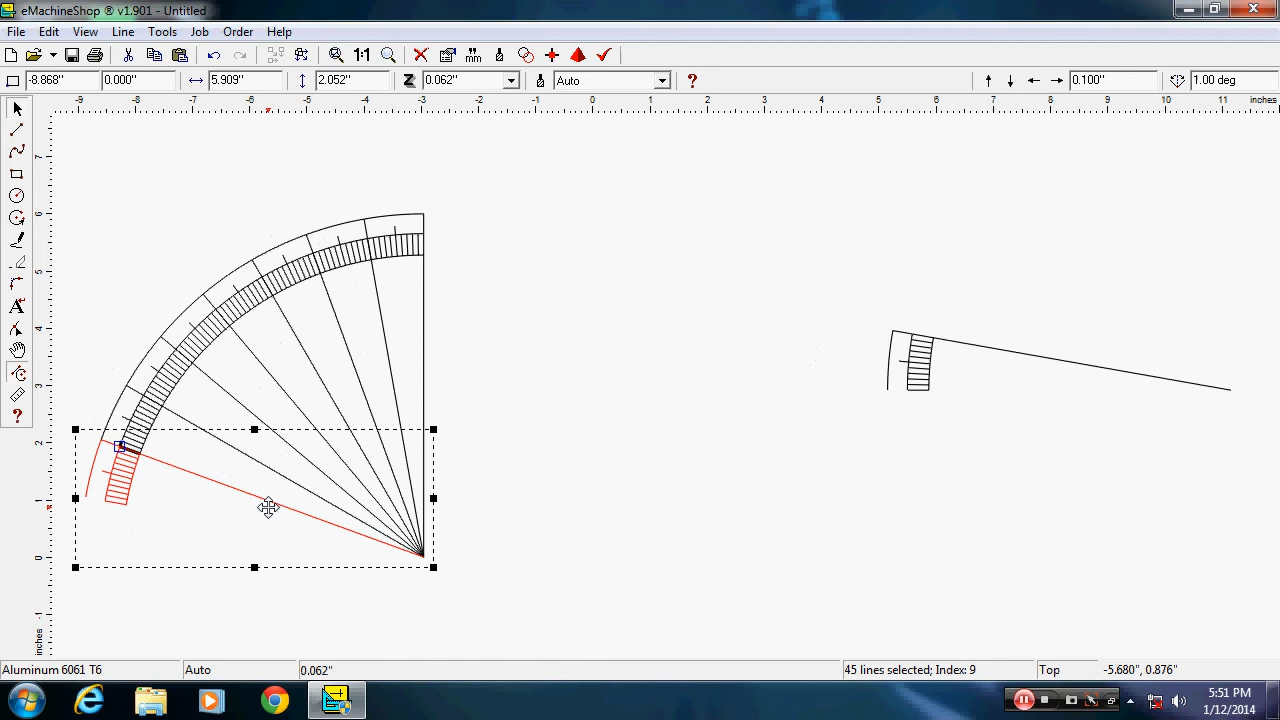 eMachineShop ® v1.901 - Untitled
File Edit View Line Tools Job Order Help
1:1 mm
-8.868" 0.000" 5.909" 2.052" Z 0.062" Auto ? 0.100" 1.00 deg
-9 -8 -7 -6 -5 -4 -3 -2 -1 0 1 2 3 4 5 6 7 8 9 10 11 inches
7
6
5
4
3
2
1
0
-1
inches
A
?
Aluminum 6061 T6 Auto 0.062" 45 lines selected; Index: 9 Top -5.680", 0.876"
5:51 PM
1/12/2014